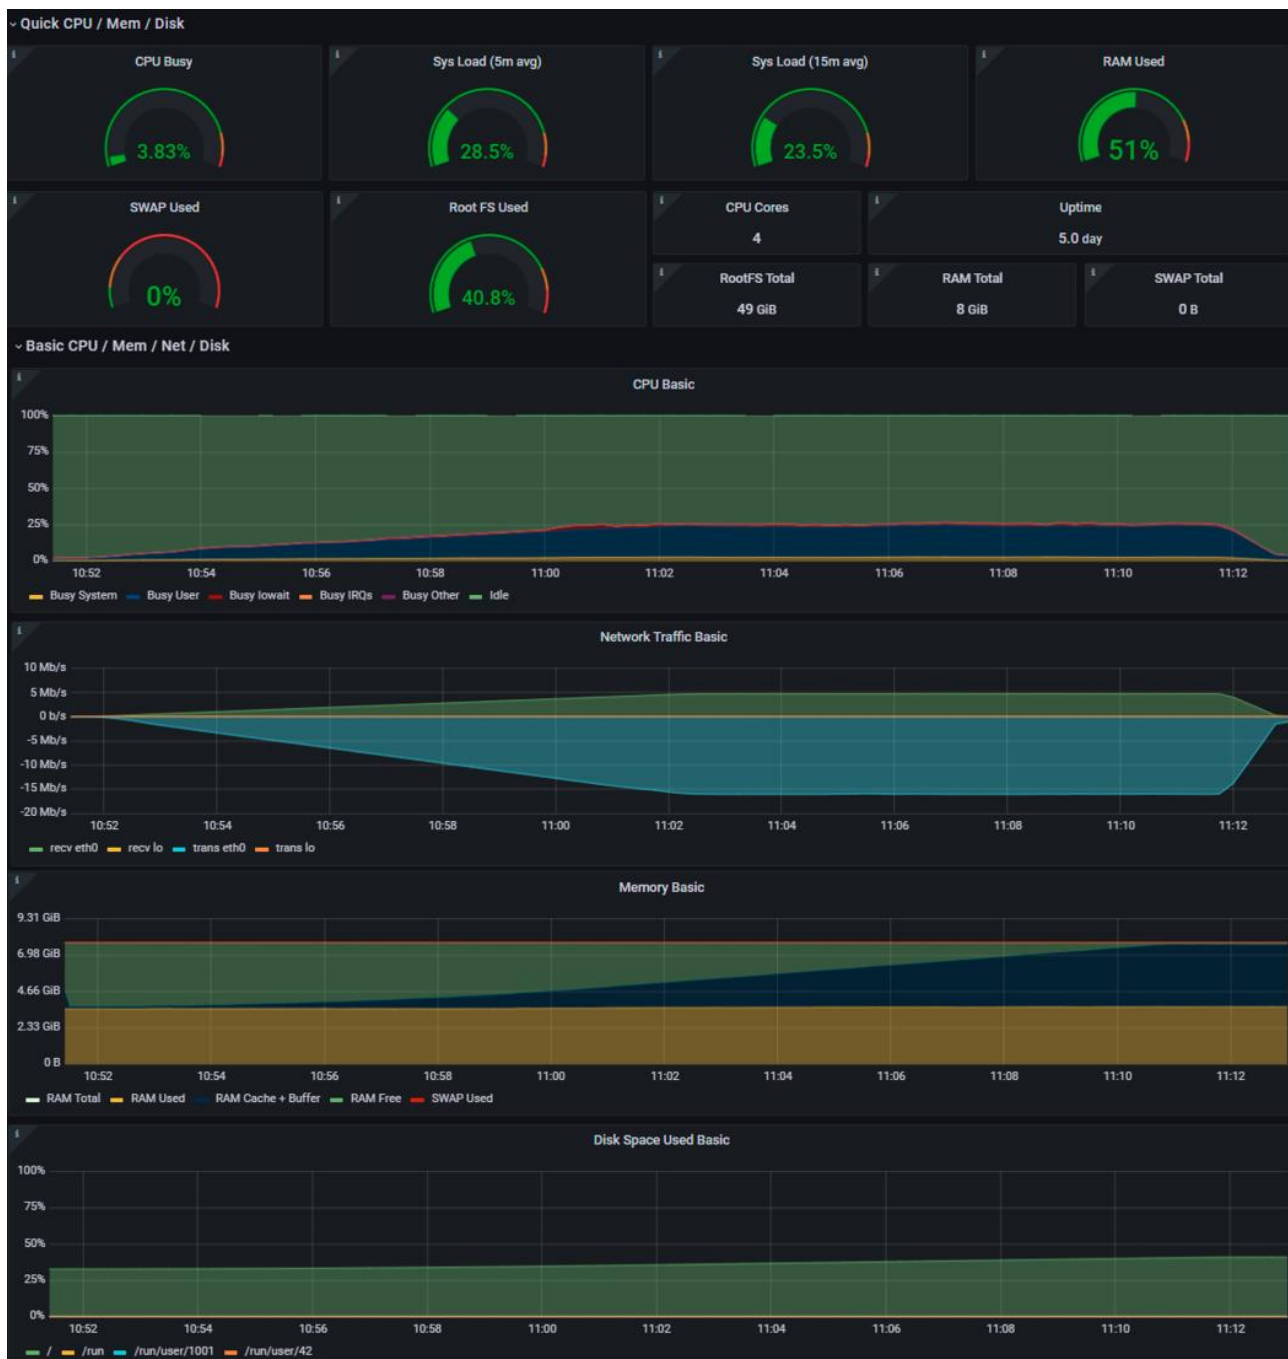 Quick CPU / Mem / Disk
CPU Busy
3.83%
Sys Load (5m avg)
28.5%
Sys Load (15m avg)
23.5%
RAM Used
51%
SWAP Used
0%
Root FS Used
40.8%
CPU Cores
4
Uptime
5.0 day
RootFS Total
49 GiB
RAM Total
8 GiB
SWAP Total
0 B
Basic CPU / Mem / Net / Disk
CPU Basic
100%
75%
50%
25%
0%
10:52 10:54 10:56 10:58 11:00 11:02 11:04 11:06 11:08 11:10 11:12
Busy System Busy User Busy Iowait Busy IRQs Busy Other Idle
Network Traffic Basic
10 Mb/s
5 Mb/s
0 b/s
-5 Mb/s
-10 Mb/s
-15 Mb/s
-20 Mb/s
10:52 10:54 10:56 10:58 11:00 11:02 11:04 11:06 11:08 11:10 11:12
recv eth0 recv lo trans eth0 trans lo
Memory Basic
9.31 GiB
6.98 GiB
4.66 GiB
2.33 GiB
0 B
10:52 10:54 10:56 10:58 11:00 11:02 11:04 11:06 11:08 11:10 11:12
RAM Total RAM Used RAM Cache + Buffer RAM Free SWAP Used
Disk Space Used Basic
100%
75%
50%
25%
0%
10:52 10:54 10:56 10:58 11:00 11:02 11:04 11:06 11:08 11:10 11:12
/ /run /run/user/1001 /run/user/42